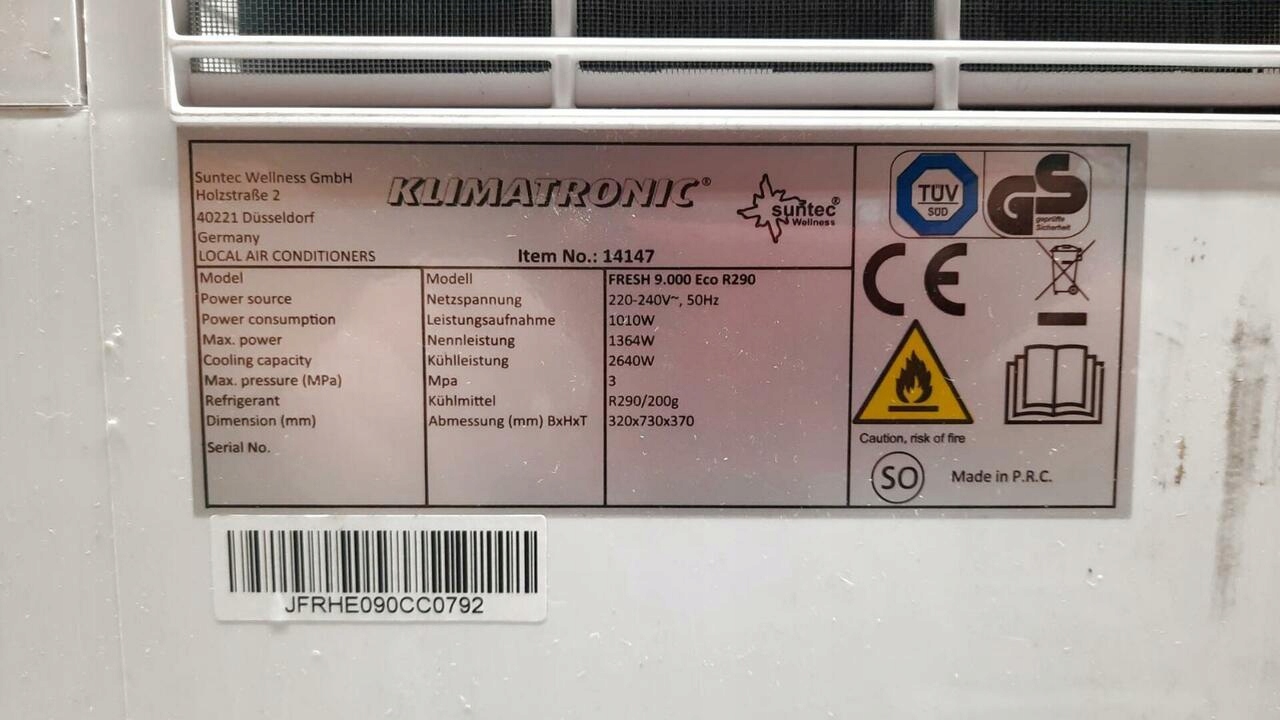 Suntec Wellness GmbH
Holzstraße 2
40221 Düsseldorf
Germany
LOCAL AIR CONDITIONERS
KLIMATRONIC®
suntec®
Wellness
Item No.: 14147
Model Modell FRESH 9.000 Eco R290
Power source Netzspannung 220-240V~, 50Hz
Power consumption Leistungsaufnahme 1010W
Max. power Nennleistung 1364W
Cooling capacity Kühlleistung 2640W
Max. pressure (MPa) Mpa 3
Refrigerant Kühlmittel R290/200g
Dimension (mm) Abmessung (mm) BxHxT 320x730x370
Serial No.
TÜV
SÜD
GS
geprüfte
Sicherheit
CE
Caution, risk of fire
SO Made in P.R.C.
JFRHE090CC0792